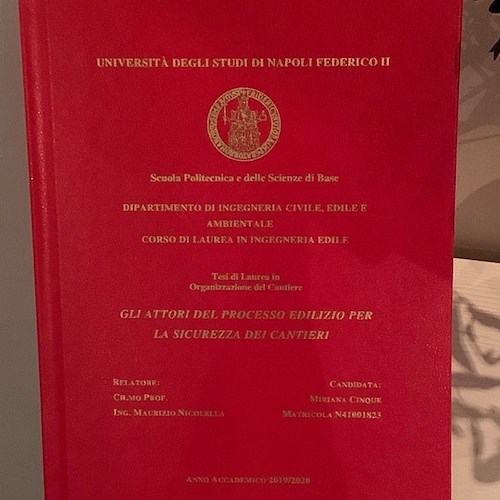 UNIVERSITÀ DEGLI STUDI DI NAPOLI FEDERICO II
Scuola Politecnica e delle Scienze di Base
DIPARTIMENTO DI INGEGNERIA CIVILE, EDILE E
AMBIENTALE
CORSO DI LAUREA IN INGEGNERIA EDILE
Tesi di Laurea in
Organizzazione del Cantiere
GLI ATTORI DEL PROCESSO EDILIZIO PER
LA SICUREZZA DEI CANTIERI
RELATORE:
CH.MO PROF.
ING. MAURIZIO NICOLELLA
CANDIDATA:
MIRIANA CINQUE
MATRICOLA N41001823
ANNO ACCADEMICO 2019/2020